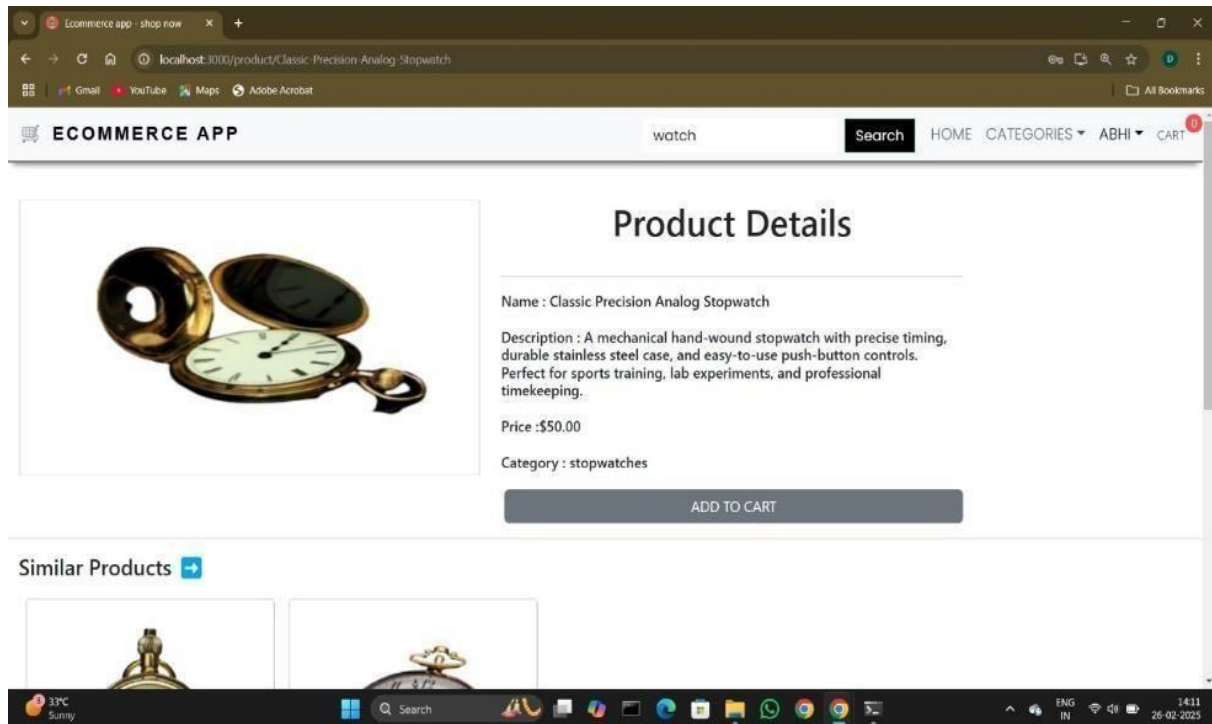 Ecommerce app - shop now
localhost:3000/product/Classic-Precision-Analog-Stopwatch
D
Gmail YouTube Maps Adobe Acrobat All Bookmarks
ECOMMERCE APP watch Search HOME CATEGORIES ABHI CART 0
Product Details
Name : Classic Precision Analog Stopwatch
Description : A mechanical hand-wound stopwatch with precise timing,
durable stainless steel case, and easy-to-use push-button controls.
Perfect for sports training, lab experiments, and professional
timekeeping.
Price :$50.00
Category : stopwatches
ADD TO CART
Similar Products
3 33°C
Sunny
Search
ENG
IN
14:11
26-02-2025